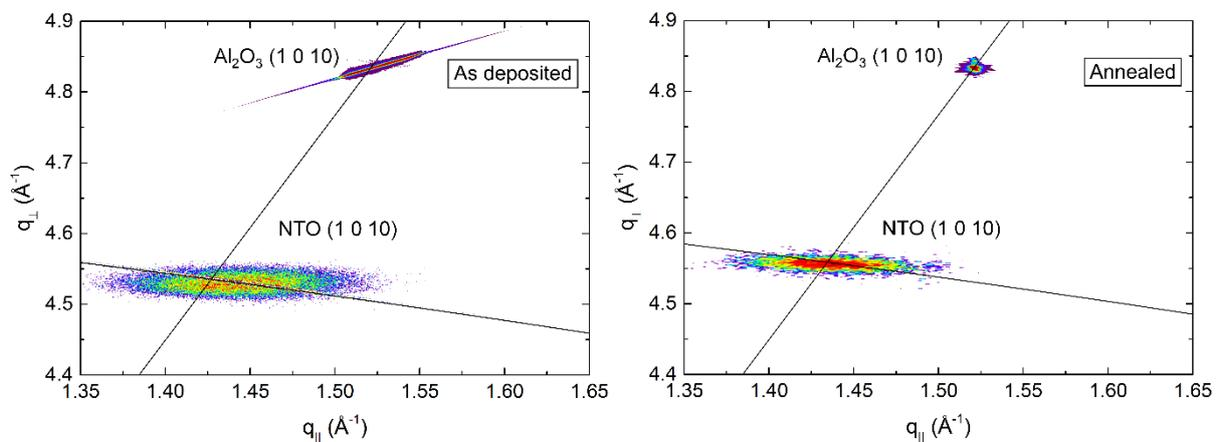 4.9
4.8
4.7
4.6
4.5
4.4
q⊥ (Å-1)
Al2O3 (1 0 10)
As deposited
NTO (1 0 10)
1.35 1.40 1.45 1.50 1.55 1.60 1.65
q|| (Å-1)
4.9
4.8
4.7
4.6
4.5
4.4
q| (Å-1)
Al2O3 (1 0 10)
Annealed
NTO (1 0 10)
1.35 1.40 1.45 1.50 1.55 1.60 1.65
q|| (Å-1)